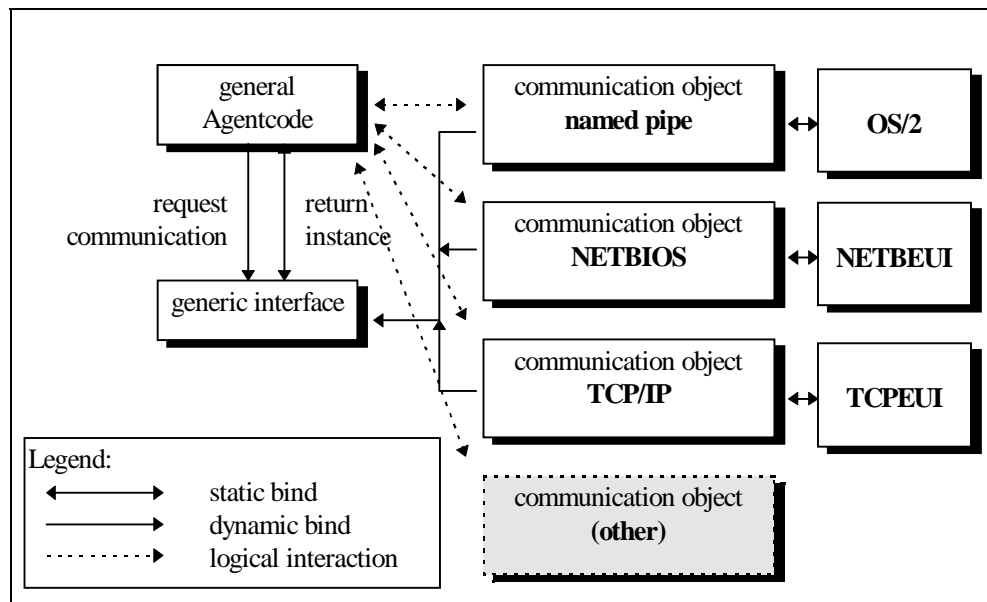 general
Agentcode
communication object
named pipe
OS/2
request
communication
return
instance
communication object
NETBIOS
NETBEUI
generic interface
communication object
TCP/IP
TCPEUI
Legend:
static bind
dynamic bind
logical interaction
communication object
(other)